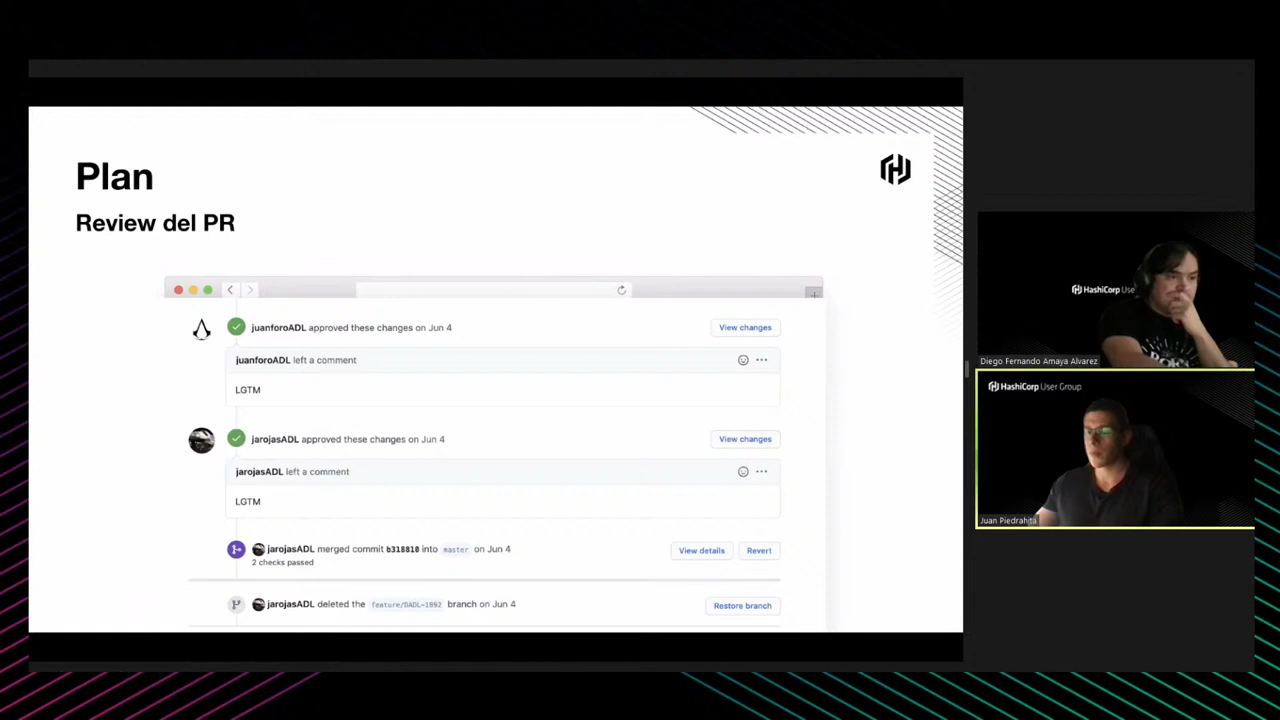 Plan
Review del PR
juanforoADL approved these changes on Jun 4
View changes
juanforoADL left a comment
LGTM
jarojasADL approved these changes on Jun 4
View changes
jarojasADL left a comment
LGTM
jarojasADL merged commit b318810 into master on Jun 4
View details
Revert
2 checks passed
jarojasADL deleted the feature/DADL-1892 branch on Jun 4
Restore branch
HashiCorp Use
Diego Fernando Amaya Alvarez
HashiCorp User Group
Juan Piedrahita